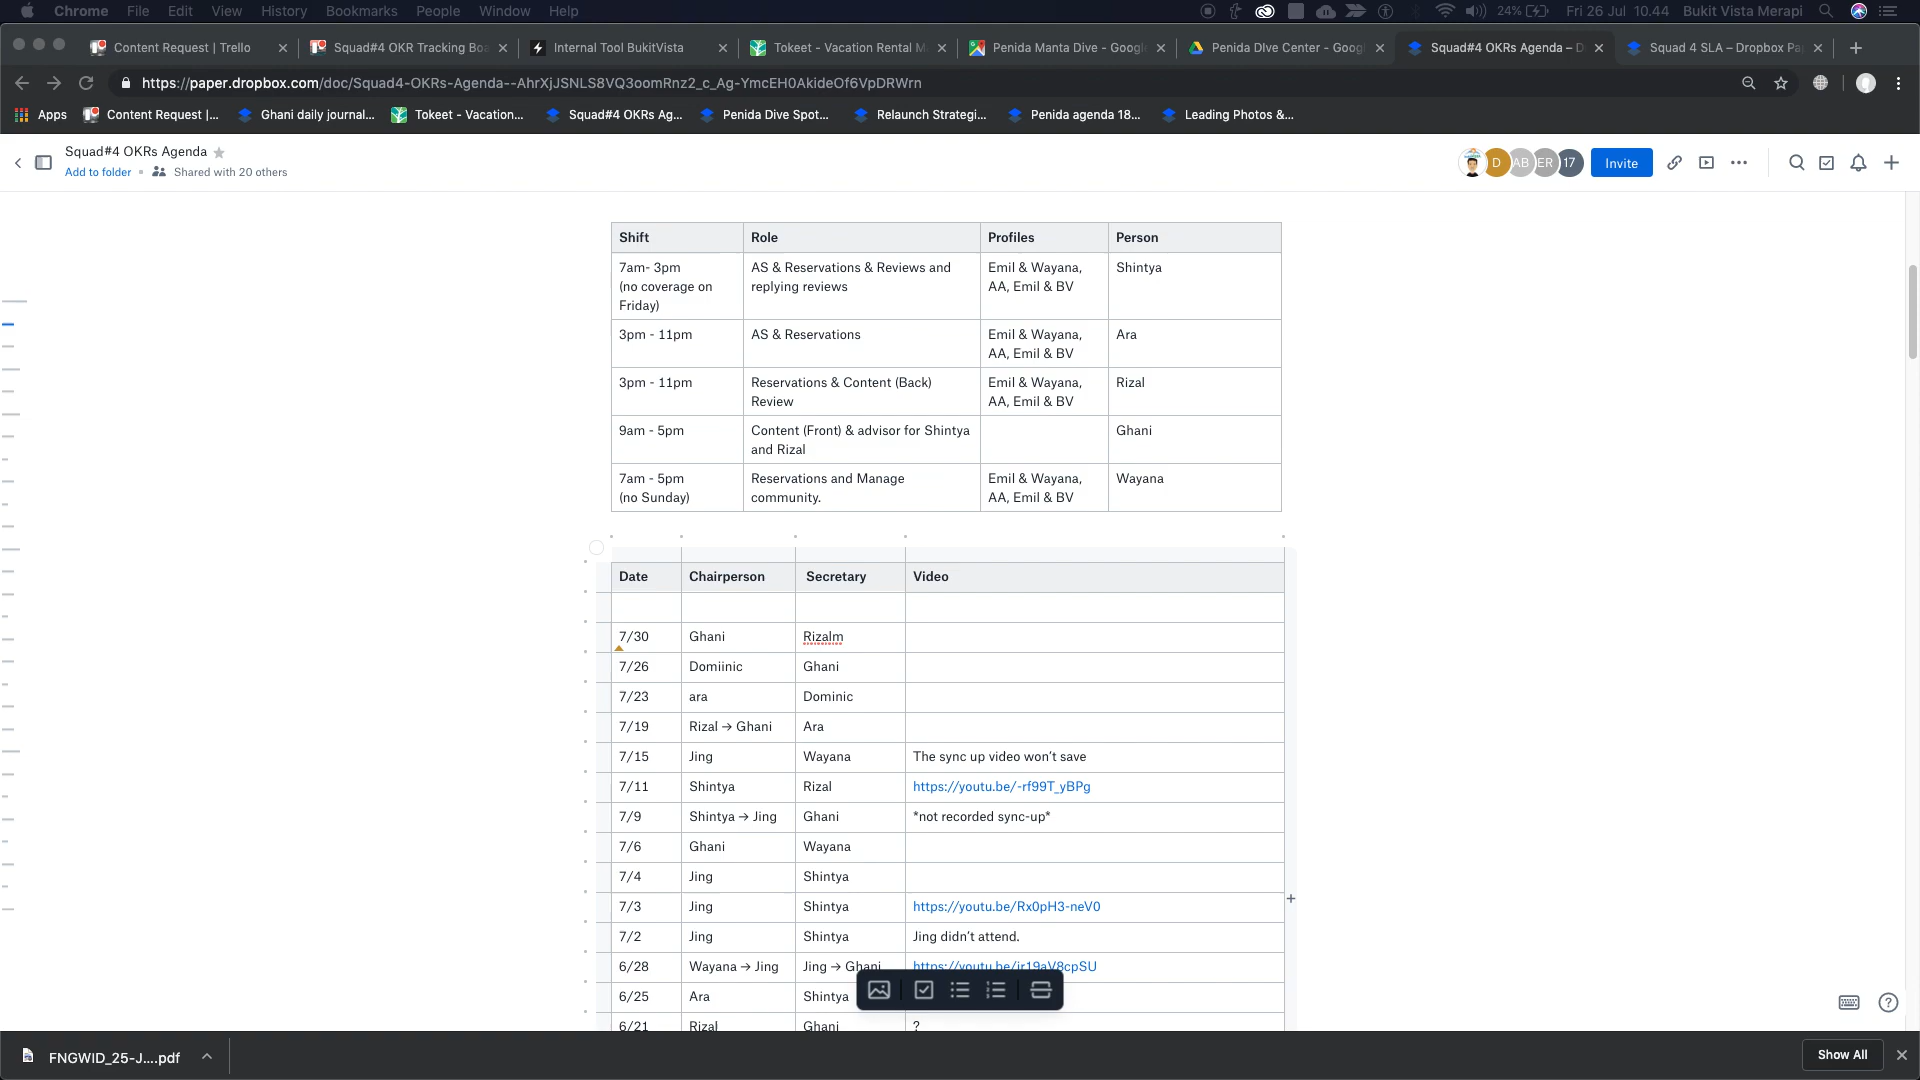 Chrome File Edit View History Bookmarks People Window Help 24% Fri 26 Jul 10.44 Bukit Vista Merapi
Content Request | Trello Squad#4 OKR Tracking Boa Internal Tool BukitVista Tokeet - Vacation Rental M Penida Manta Dive - Google Penida DIve Center - Googl Squad#4 OKRs Agenda – D Squad 4 SLA – Dropbox Pa
https://paper.dropbox.com/doc/Squad4-OKRs-Agenda--AhrXjJSNLS8VQ3oomRnz2_c_Ag-YmcEH0AkideOf6VpDRWrn
Apps Content Request |... Ghani daily journal... Tokeet - Vacation... Squad#4 OKRs Ag... Penida Dive Spot... Relaunch Strategi... Penida agenda 18... Leading Photos &...
Squad#4 OKRs Agenda
Add to folder • Shared with 20 others
D AB ER 17 Invite
Shift Role Profiles Person
7am- 3pm AS & Reservations & Reviews and Emil & Wayana, Shintya
(no coverage on replying reviews AA, Emil & BV
Friday)
3pm - 11pm AS & Reservations Emil & Wayana, Ara
AA, Emil & BV
3pm - 11pm Reservations & Content (Back) Emil & Wayana, Rizal
Review AA, Emil & BV
9am - 5pm Content (Front) & advisor for Shintya Ghani
and Rizal
7am - 5pm Reservations and Manage Emil & Wayana, Wayana
(no Sunday) community. AA, Emil & BV
Date Chairperson Secretary Video
7/30 Ghani Rizalm
7/26 Domiinic Ghani
7/23 ara Dominic
7/19 Rizal → Ghani Ara
7/15 Jing Wayana The sync up video won't save
7/11 Shintya Rizal https://youtu.be/-rf99T_yBPg
7/9 Shintya → Jing Ghani *not recorded sync-up*
7/6 Ghani Wayana
7/4 Jing Shintya
7/3 Jing Shintya https://youtu.be/Rx0pH3-neV0
7/2 Jing Shintya Jing didn't attend.
6/28 Wayana → Jing Jing → Ghani https://youtu.be/jr19aV8cpSU
6/25 Ara Shintya
6/21 Rizal Ghani ?
FNGWID_25-J....pdf Show All